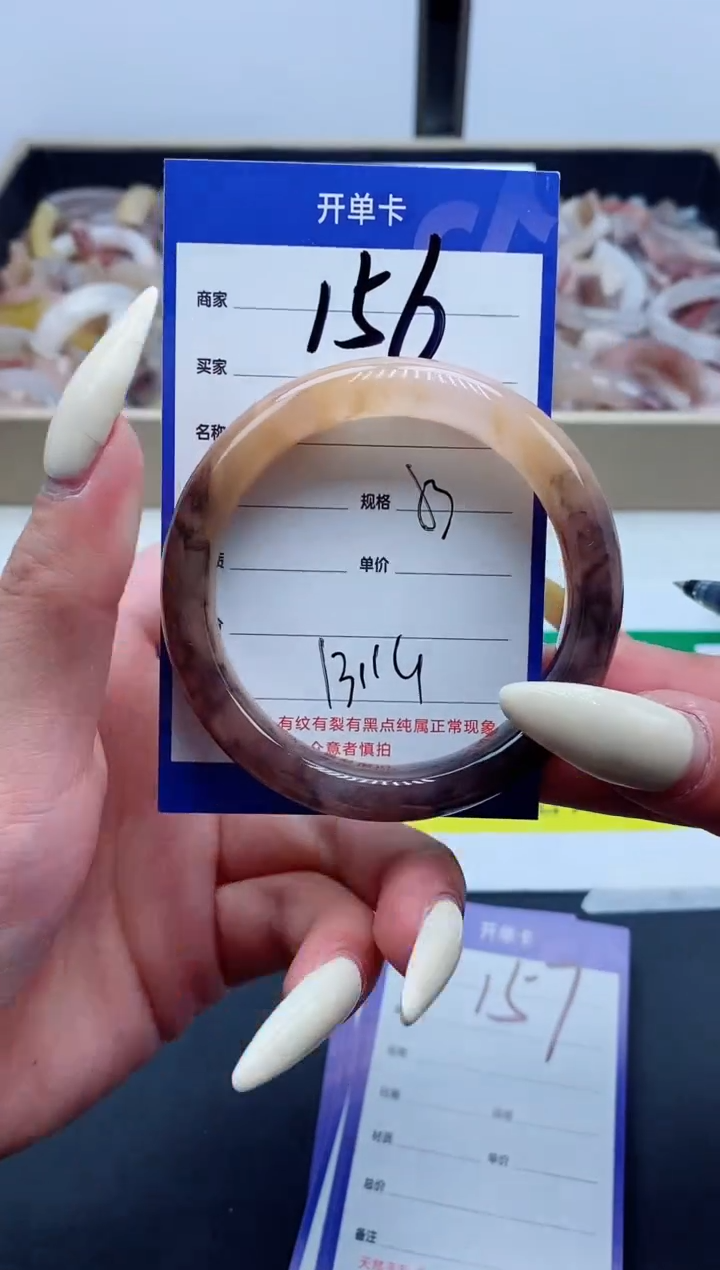 开单卡
商家 156
买家
名称
规格
单价
1314
有纹有裂有黑点纯属正常现象
介意者慎拍
开单卡
157
单价
总价
备注